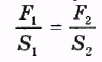 F₁/S₁ = F₂/S₂